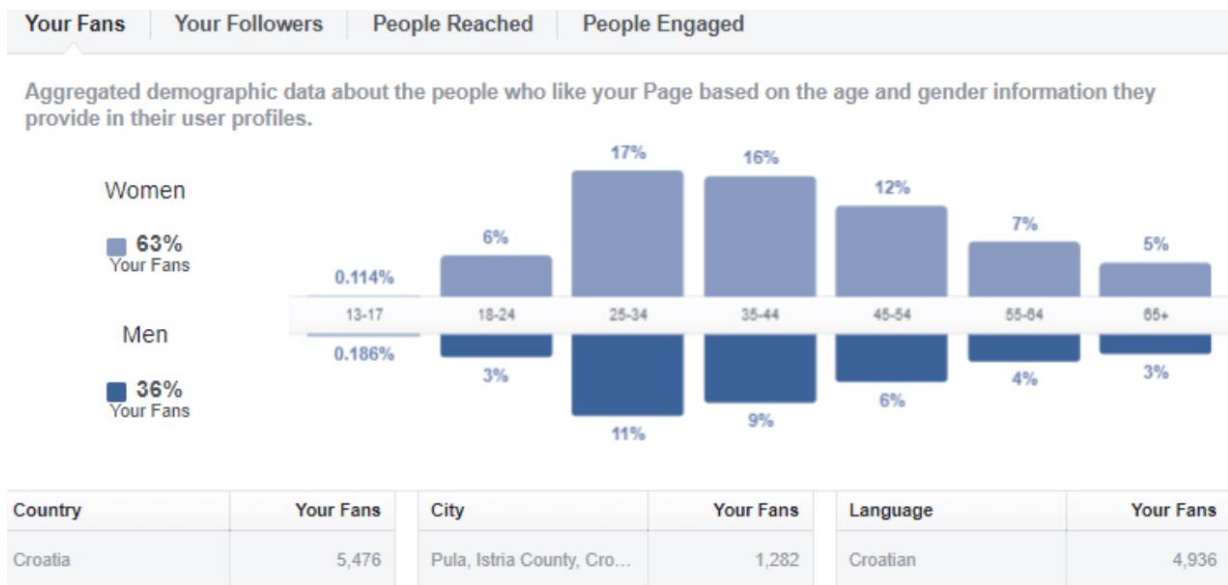 Your Fans Your Followers People Reached People Engaged
Aggregated demographic data about the people who like your Page based on the age and gender information they
provide in their user profiles.
Women
63%
Your Fans
0.114% 6% 17% 16% 12% 7% 5%
13-17 18-24 25-34 35-44 45-54 55-64 65+
0.186% 3% 11% 9% 6% 4% 3%
Men
36%
Your Fans
Country Your Fans City Your Fans Language Your Fans
Croatia 5,476 Pula, Istria County, Cro... 1,282 Croatian 4,936